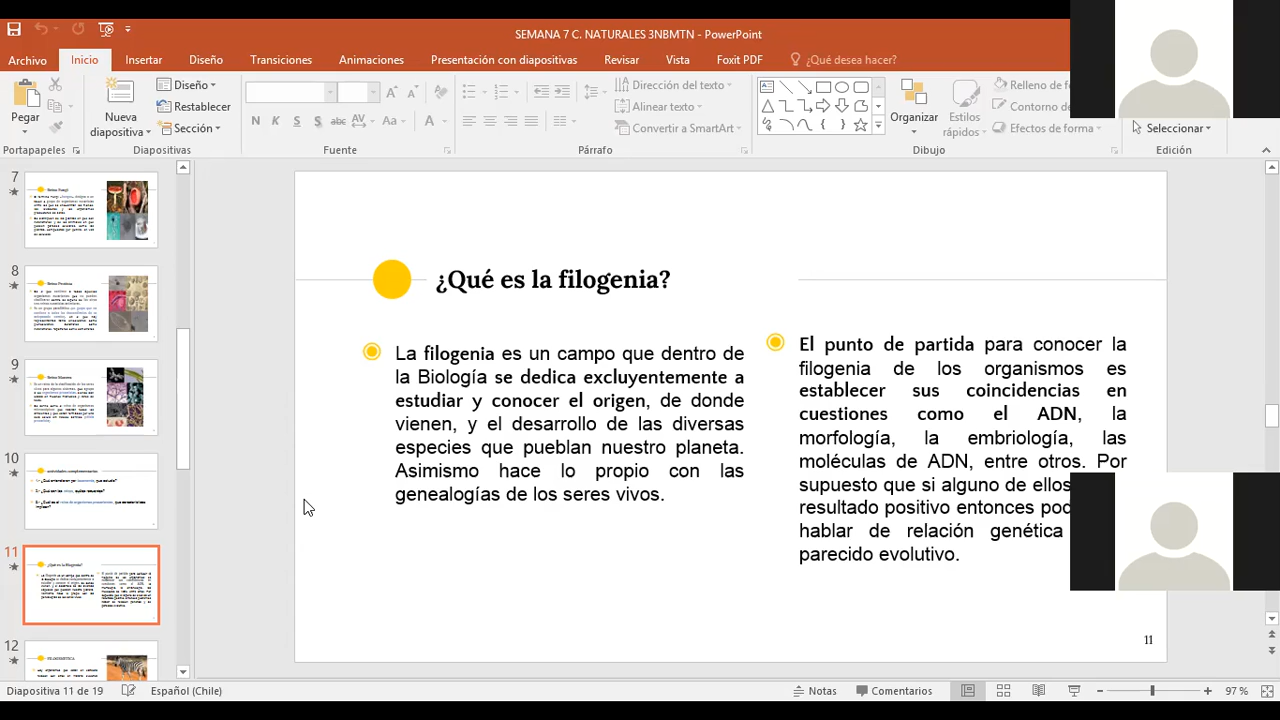 SEMANA 7 C. NATURALES 3NBMTN - PowerPoint
Archivo Inicio Insertar Diseño Transiciones Animaciones Presentación con diapositivas Revisar Vista Foxit PDF ¿Qué desea hacer?
Pegar
Nueva diapositiva
Diseño
Restablecer
Sección
N K S S abc AV Aa A
Dirección del texto
Alinear texto
Convertir a SmartArt
Organizar
Estilos rápidos
Relleno de
Contorno de
Efectos de forma
Seleccionar
Portapapeles Diapositivas Fuente Párrafo Dibujo Edición
7
8
9
10
11
12
¿Qué es la filogenia?
La filogenia es un campo que dentro de
la Biología se dedica excluyentemente a
estudiar y conocer el origen, de donde
vienen, y el desarrollo de las diversas
especies que pueblan nuestro planeta.
Asimismo hace lo propio con las
genealogías de los seres vivos.
El punto de partida para conocer la
filogenia de los organismos es
establecer sus coincidencias en
cuestiones como el ADN, la
morfología, la embriología, las
moléculas de ADN, entre otros. Por
supuesto que si alguno de ellos
resultado positivo entonces
hablar de relación genética
parecido evolutivo.
11
Diapositiva 11 de 19 Español (Chile) Notas Comentarios 97 %